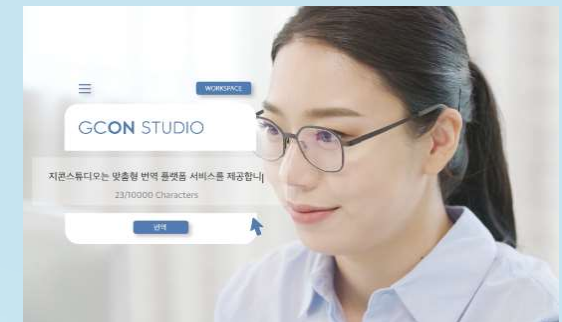 WORKSPACE
GCON STUDIO
지콘스튜디오는 맞춤형 번역 플랫폼 서비스를 제공합니
23/10000 Characters
번역